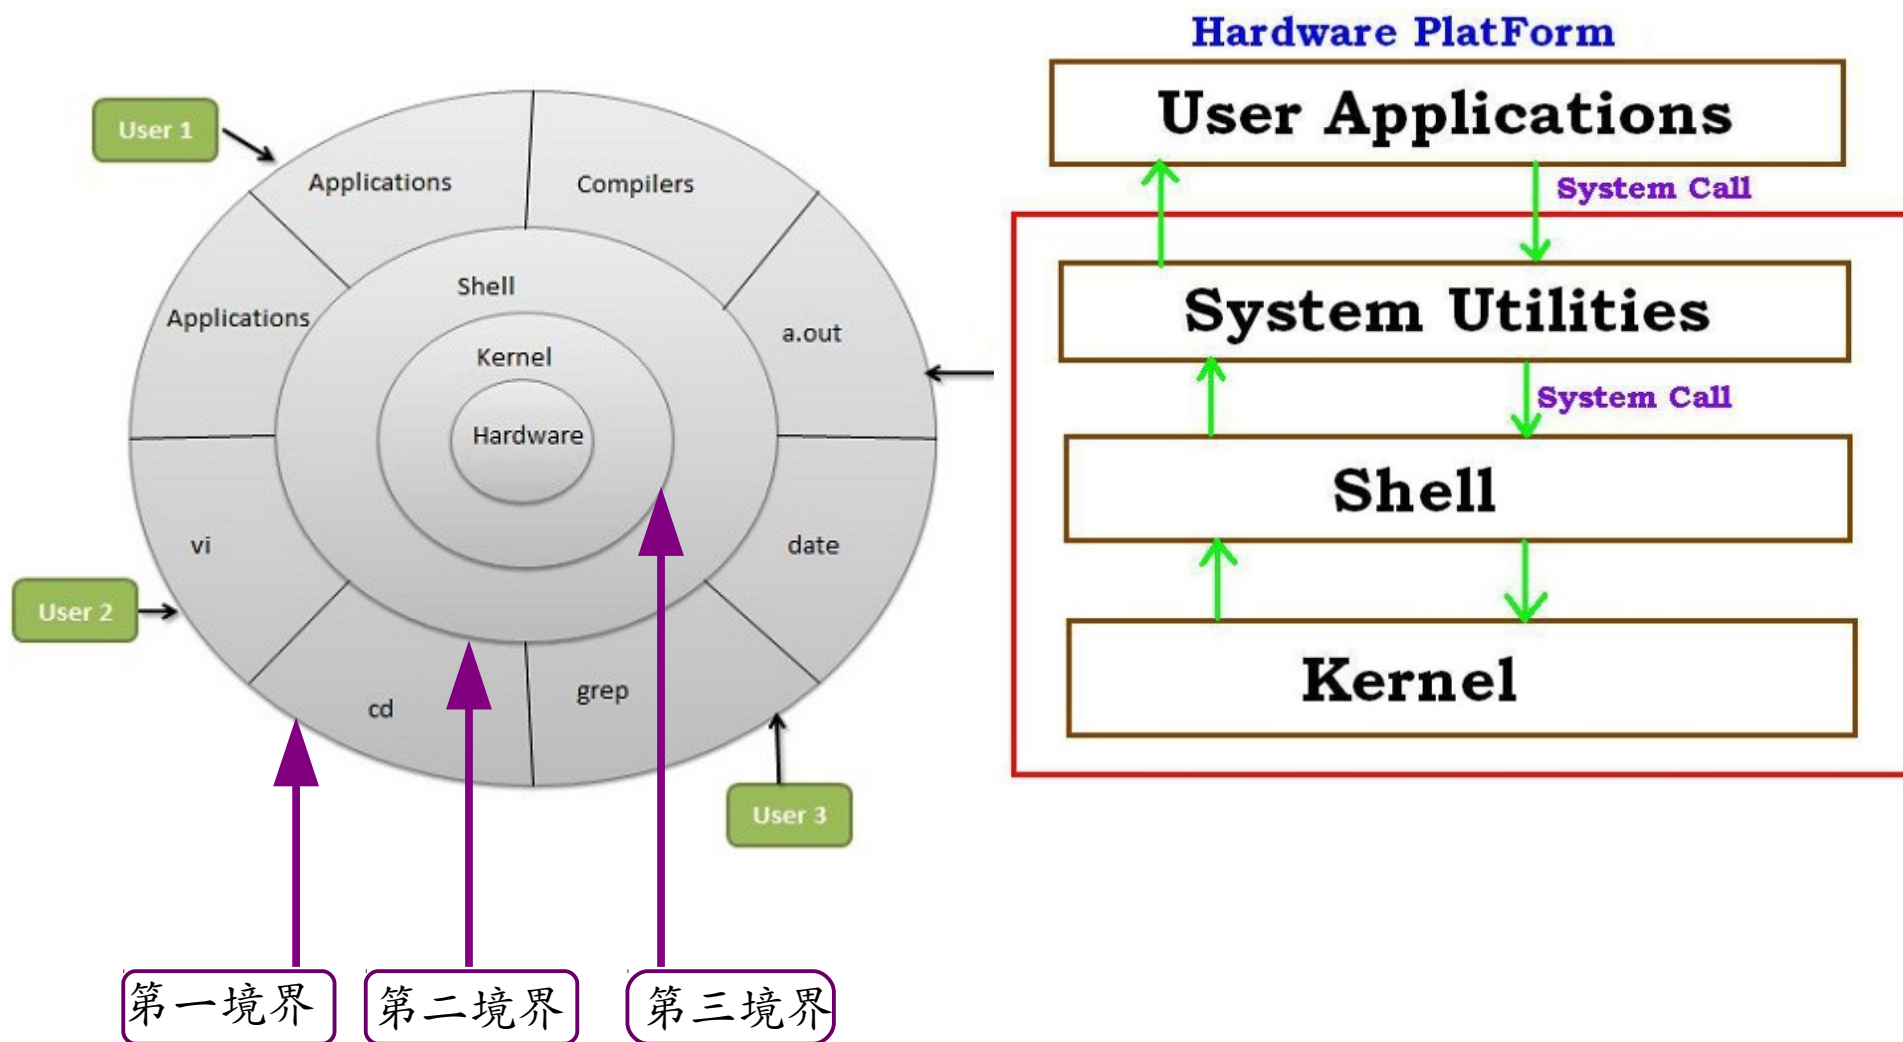 User 1
Applications
Compilers
Applications
Shell
a.out
Kernel
Hardware
vi
date
User 2
cd
grep
User 3
第一境界
第二境界
第三境界
Hardware PlatForm
User Applications
System Call
System Utilities
System Call
Shell
Kernel